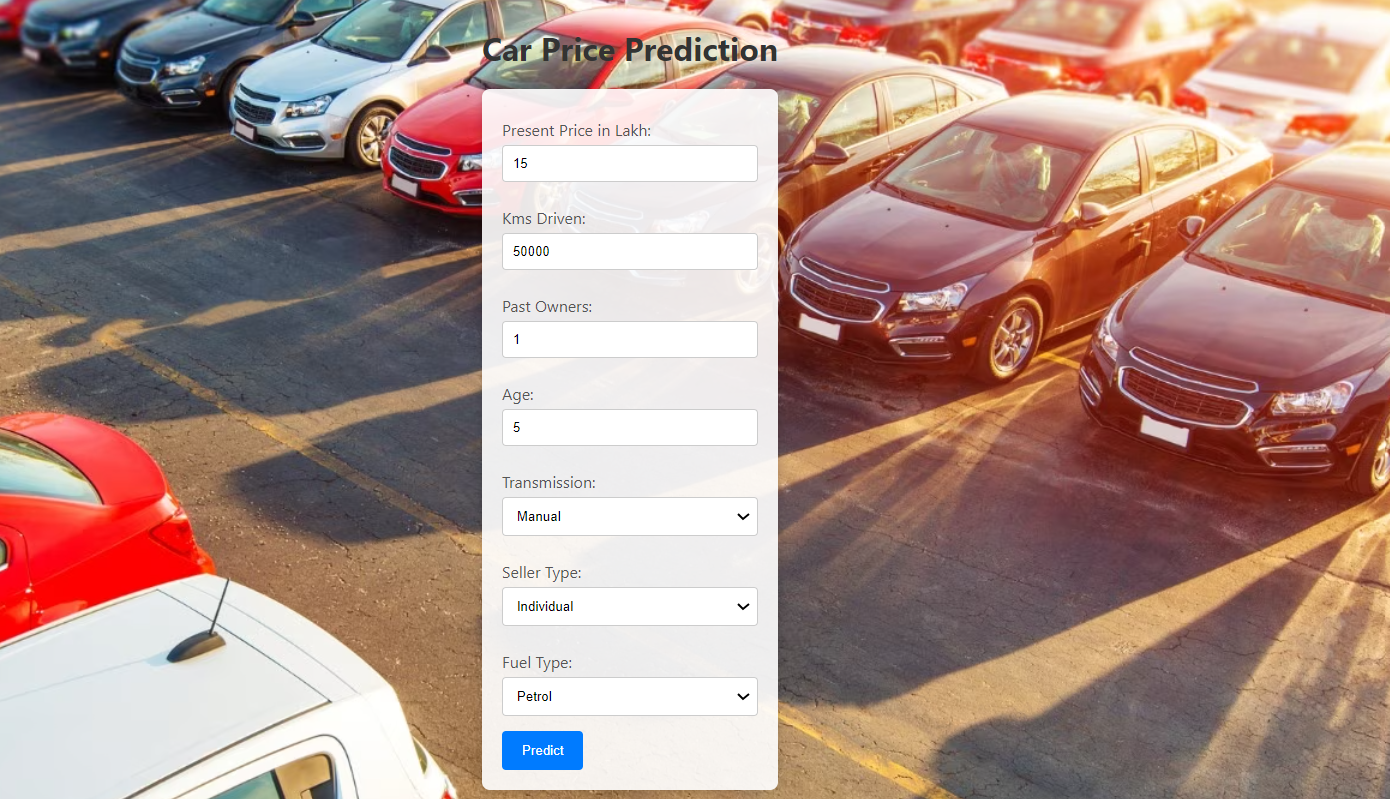 Car Price Prediction
Present Price in Lakh:
15
Kms Driven:
50000
Past Owners:
1
Age:
5
Transmission:
Manual
Seller Type:
Individual
Fuel Type:
Petrol
Predict